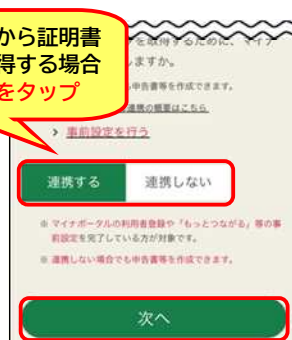 から証明書
得する場合
をタップ
を取得するために、マイナ
ますか。
申告書等を作成できます。
連携の概要はこちら
> 事前設定を行う
連携する 連携しない
※ マイナポータルの利用者登録や「もっとつながる」等の事
前設定を完了している方が対象です。
※ 連携しない場合でも申告書等を作成できます。
次へ